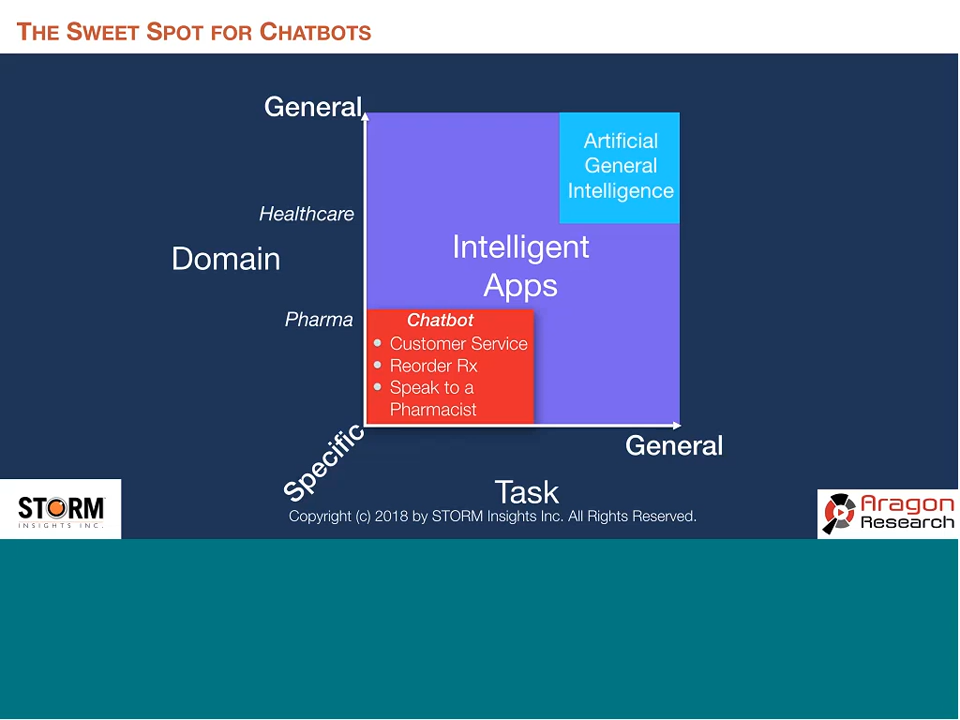 THE SWEET SPOT FOR CHATBOTS
General
Artificial
General
Intelligence
Healthcare
Domain
Intelligent
Apps
Pharma
Chatbot
• Customer Service
• Reorder Rx
• Speak to a
Pharmacist
Specific
General
Task
Copyright (c) 2018 by STORM Insights Inc. All Rights Reserved.
STORM
INSIGHTS INC.
Aragon
Research